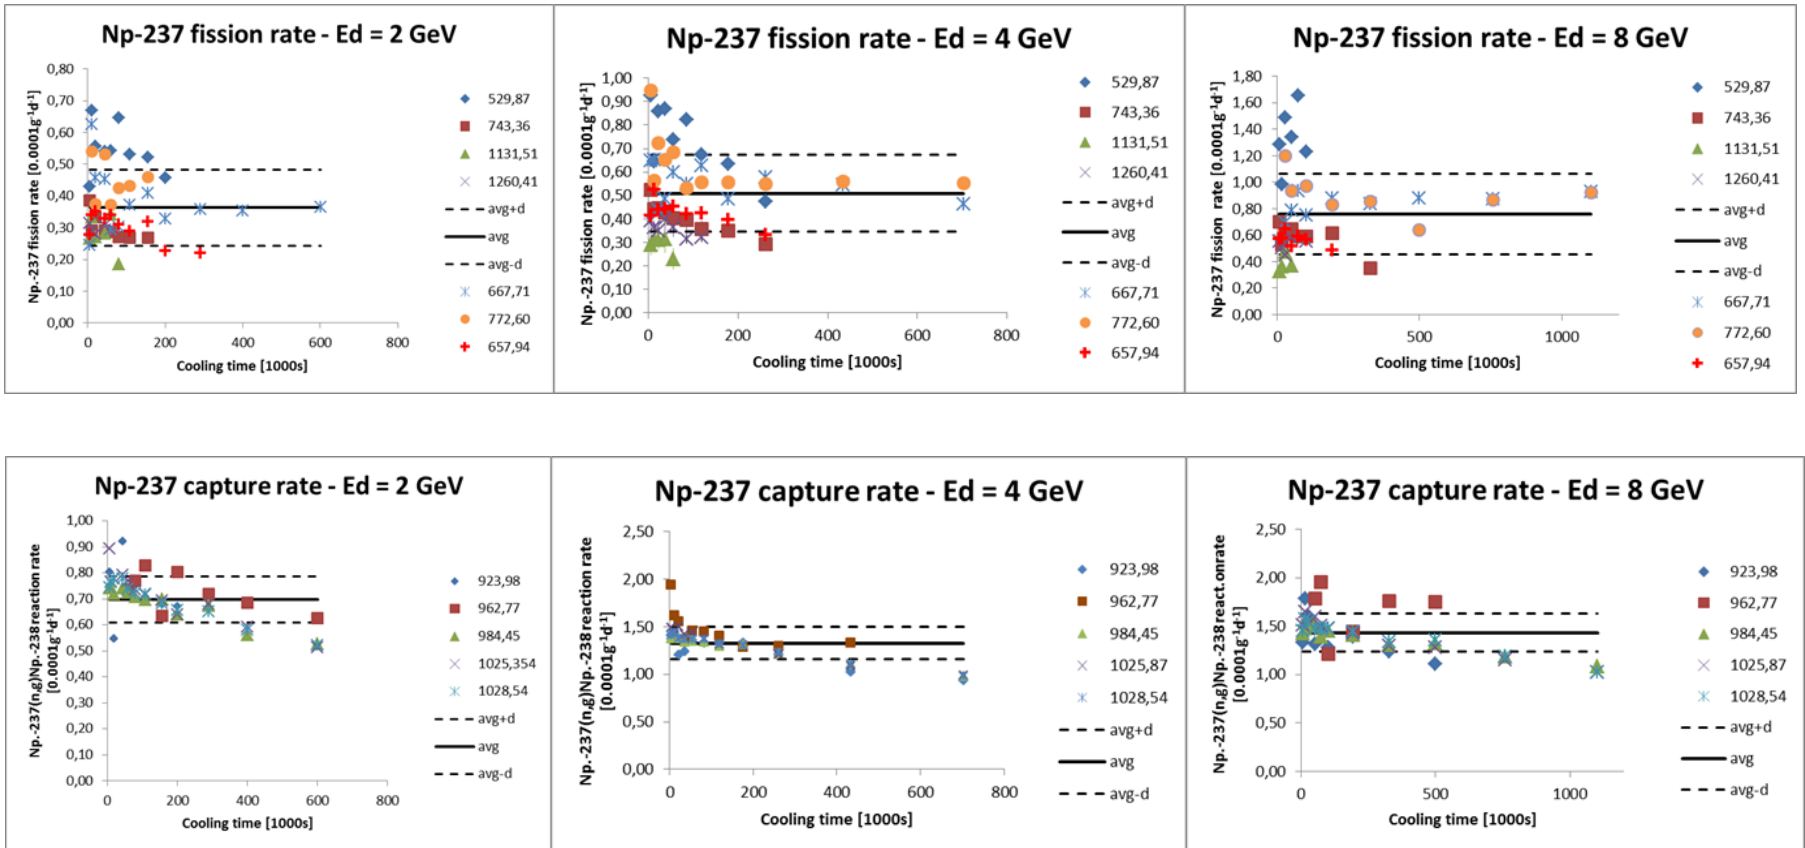 Np-237 fission rate - Ed = 2 GeV
Np.-237 fission rate [0.0001g-1d-1]
0,80
0,70
0,60
0,50
0,40
0,30
0,20
0,10
0,00
0 200 400 600 800
Cooling time [1000s]
529,87
743,36
1131,51
1260,41
avg+d
avg
avg-d
667,71
772,60
657,94
Np-237 fission rate - Ed = 4 GeV
Np.-237 fission rate [0.0001g-1d-1]
1,00
0,90
0,80
0,70
0,60
0,50
0,40
0,30
0,20
0,10
0,00
0 200 400 600 800
Cooling time [1000s]
529,87
743,36
1131,51
1260,41
avg+d
avg
avg-d
667,71
772,60
657,94
Np-237 fission rate - Ed = 8 GeV
Np-237 fission rate [0.0001g-1d-1]
1,80
1,60
1,40
1,20
1,00
0,80
0,60
0,40
0,20
0,00
0 500 1000
Cooling time [1000s]
529,87
743,36
1131,51
1260,41
avg+d
avg
avg-d
667,71
772,60
657,94
Np-237 capture rate - Ed = 2 GeV
Np.-237(n,g)Np.-238 reaction rate
[0.0001g-1d-1]
1,00
0,90
0,80
0,70
0,60
0,50
0,40
0,30
0,20
0,10
0,00
0 200 400 600 800
Cooling time [1000s]
923,98
962,77
984,45
1025,354
1028,54
avg+d
avg
avg-d
Np-237 capture rate - Ed = 4 GeV
Np.-237(n,g)Np.-238 reaction rate
[0.0001g-1d-1]
2,50
2,00
1,50
1,00
0,50
0,00
0 200 400 600 800
Cooling time [1000s]
923,98
962,77
984,45
1025,87
1028,54
avg+d
avg
avg-d
Np-237 capture rate - Ed = 8 GeV
Np.-237(n,g)Np.-238 react.onrate
[0.0001g-1d-1]
2,50
2,00
1,50
1,00
0,50
0,00
0 500 1000
Cooling time [1000s]
923,98
962,77
984,45
1025,87
1028,54
avg+d
avg
avg-d